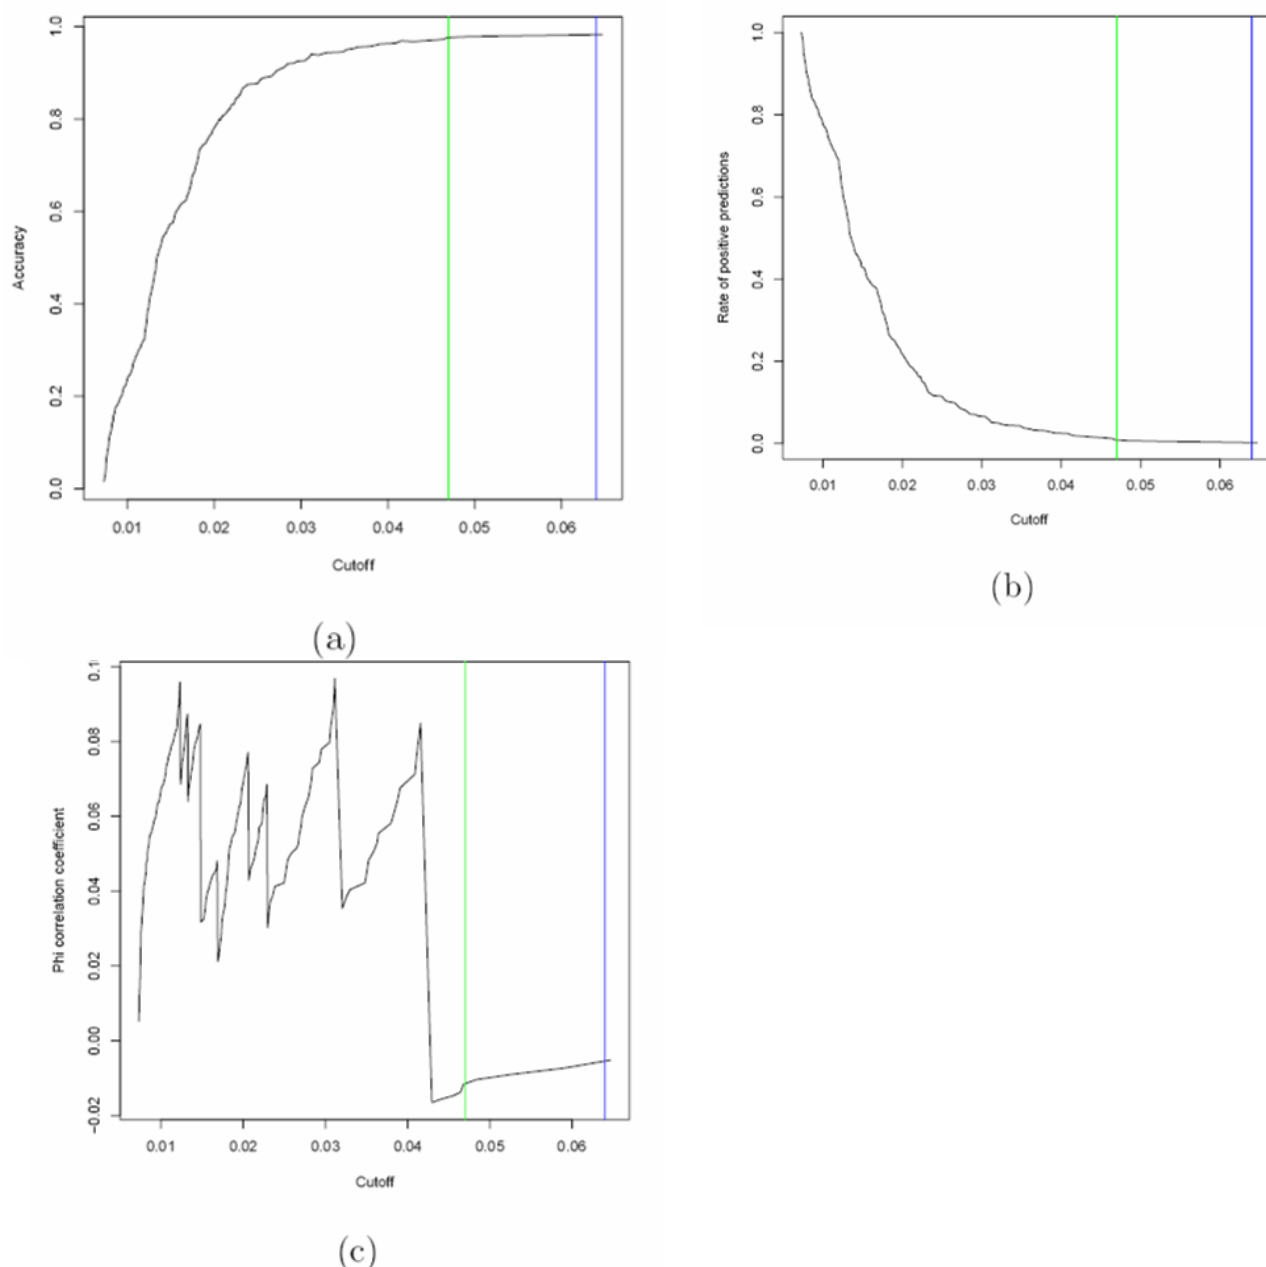 Accuracy
1.0
0.8
0.6
0.4
0.2
0.0
0.01 0.02 0.03 0.04 0.05 0.06
Cutoff
(a)
Rate of positive predictions
1.0
0.8
0.6
0.4
0.2
0.0
0.01 0.02 0.03 0.04 0.05 0.06
Cutoff
(b)
Phi correlation coefficient
0.1
0.08
0.06
0.04
0.02
0.00
−0.02
0.01 0.02 0.03 0.04 0.05 0.06
Cutoff
(c)